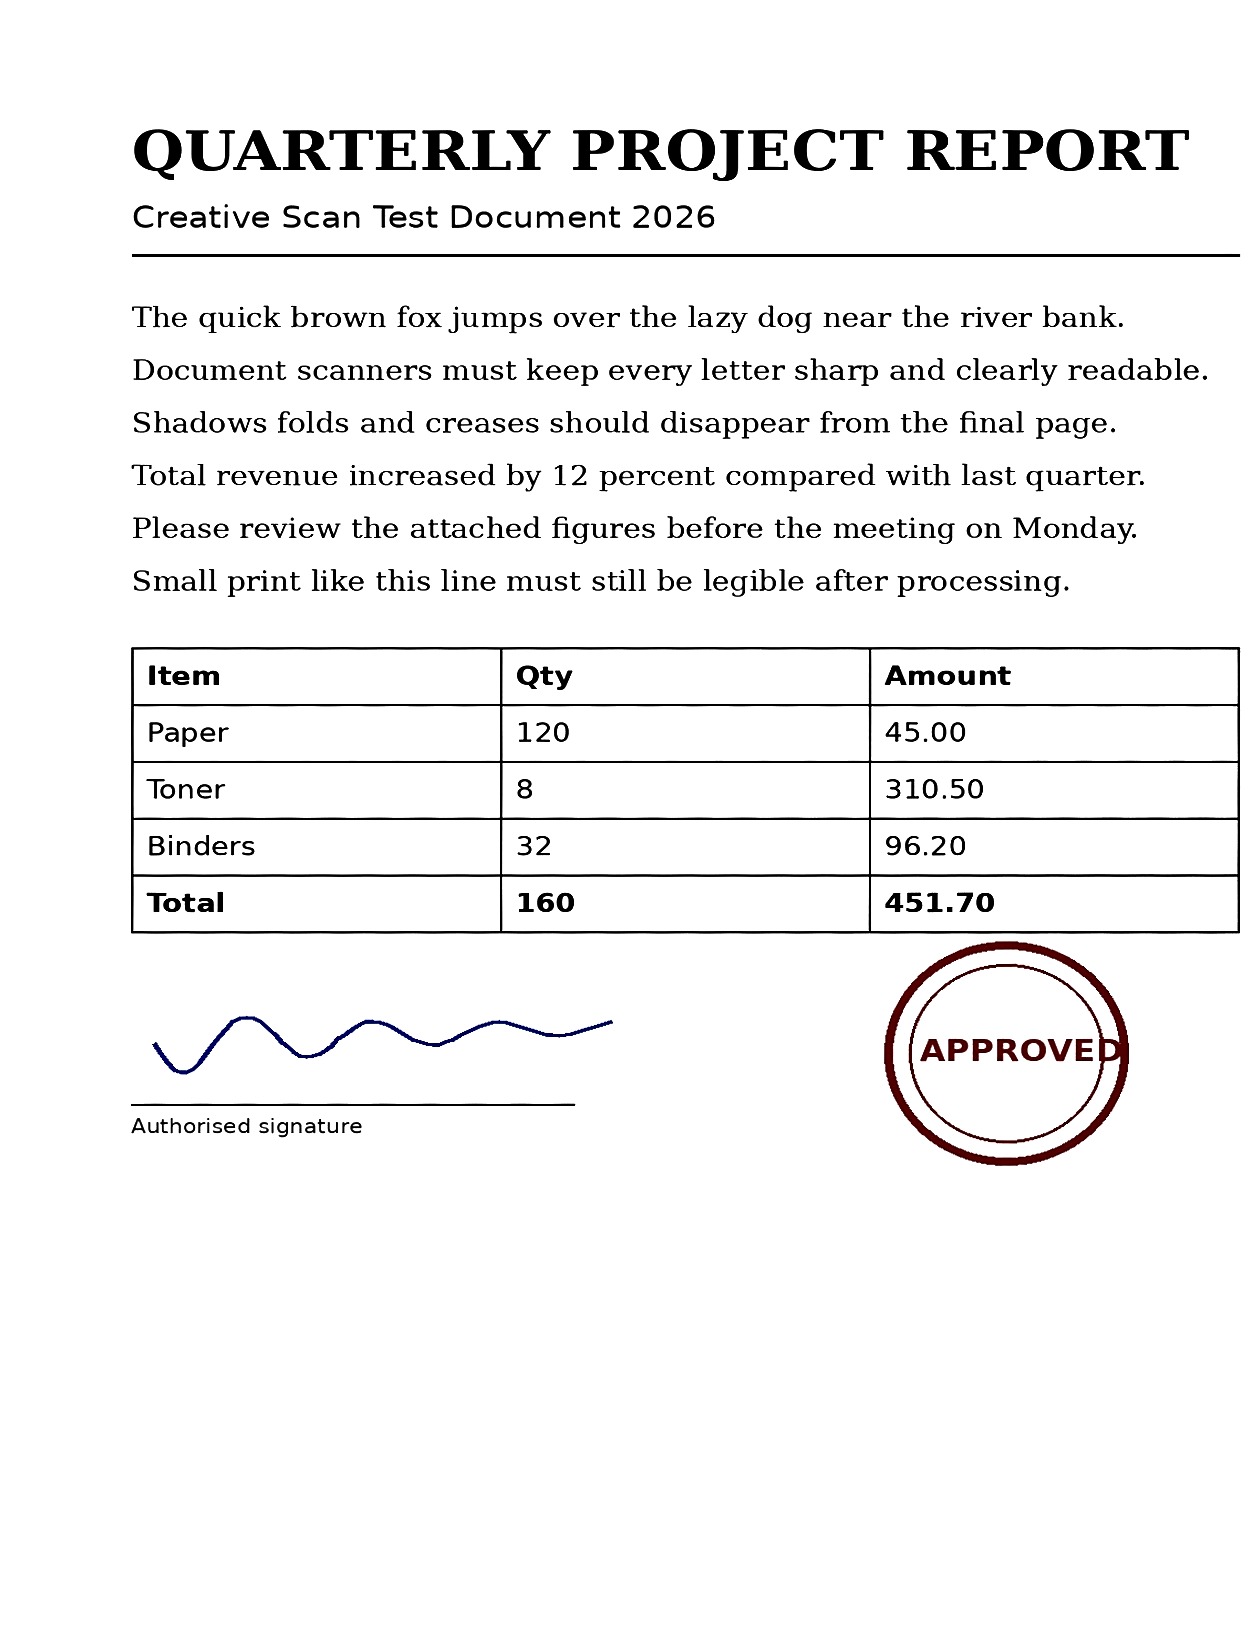 QUARTERLY PROJECT REPORT
Creative Scan Test Document 2026
The quick brown fox jumps over the lazy dog near the river bank.
Document scanners must keep every letter sharp and clearly readable.
Shadows folds and creases should disappear from the final page.
Total revenue increased by 12 percent compared with last quarter.
Please review the attached figures before the meeting on Monday.
Small print like this line must still be legible after processing.
Item Qty Amount
Paper 120 45.00
Toner 8 310.50
Binders 32 96.20
Total 160 451.70
APPROVED
Authorised signature